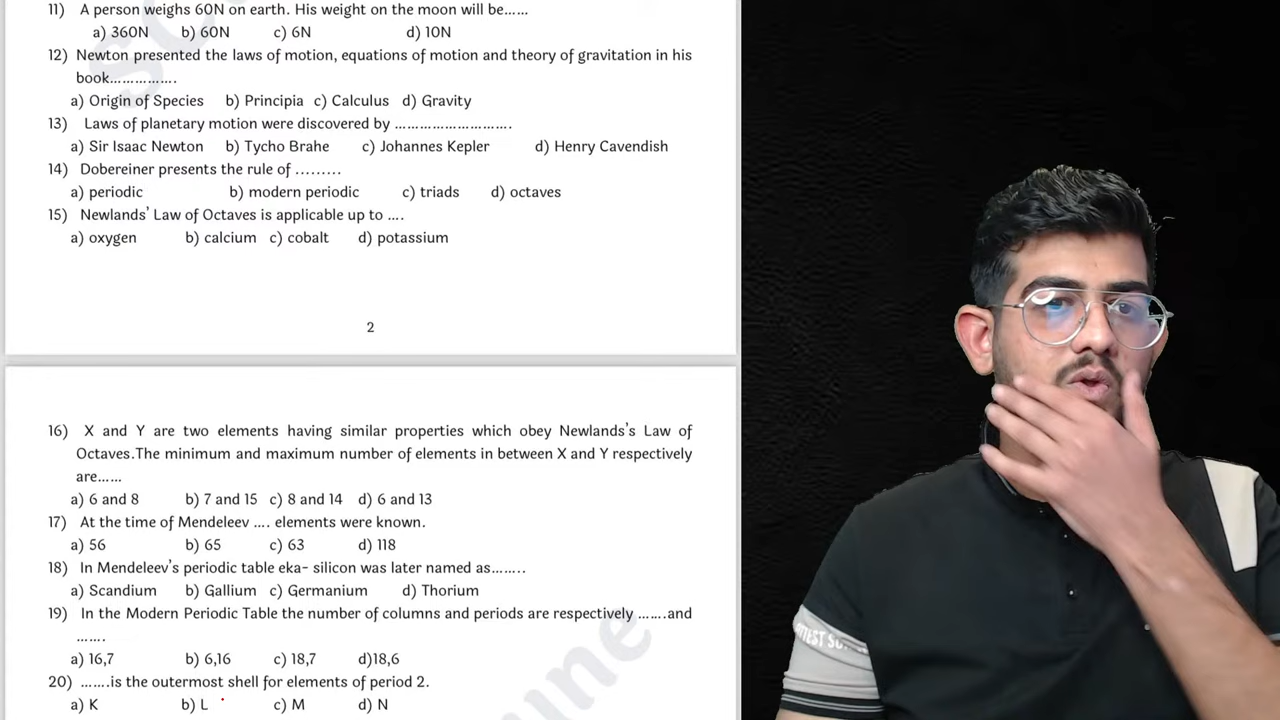 11) A person weighs 60N on earth. His weight on the moon will be......
a) 360N b) 60N c) 6N d) 10N
12) Newton presented the laws of motion, equations of motion and theory of gravitation in his
book...............
a) Origin of Species b) Principia c) Calculus d) Gravity
13) Laws of planetary motion were discovered by ............................
a) Sir Isaac Newton b) Tycho Brahe c) Johannes Kepler d) Henry Cavendish
14) Dobereiner presents the rule of .........
a) periodic b) modern periodic c) triads d) octaves
15) Newlands' Law of Octaves is applicable up to ....
a) oxygen b) calcium c) cobalt d) potassium
2
16) X and Y are two elements having similar properties which obey Newlands's Law of
Octaves.The minimum and maximum number of elements in between X and Y respectively
are......
a) 6 and 8 b) 7 and 15 c) 8 and 14 d) 6 and 13
17) At the time of Mendeleev .... elements were known.
a) 56 b) 65 c) 63 d) 118
18) In Mendeleev's periodic table eka- silicon was later named as........
a) Scandium b) Gallium c) Germanium d) Thorium
19) In the Modern Periodic Table the number of columns and periods are respectively .......and
.......
a) 16,7 b) 6,16 c) 18,7 d)18,6
20) .......is the outermost shell for elements of period 2.
a) K b) L c) M d) N